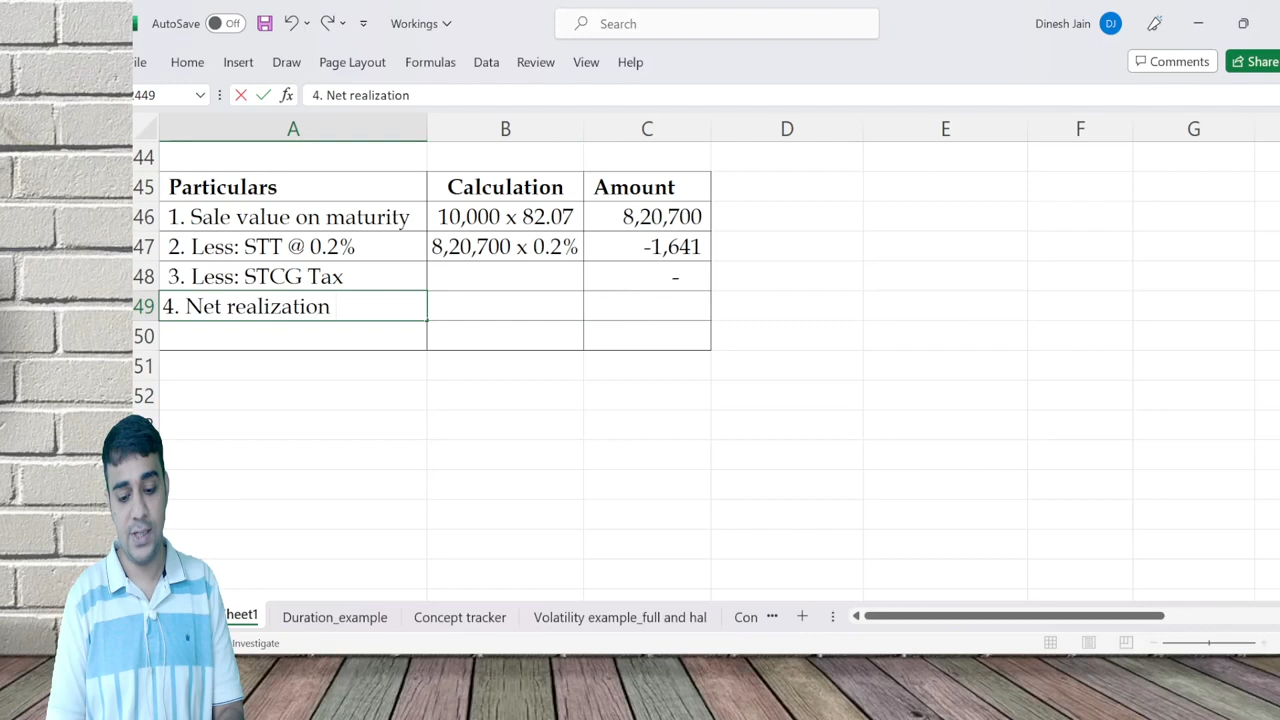 AutoSave Off Workings Search Dinesh Jain DJ
ile Home Insert Draw Page Layout Formulas Data Review View Help Comments Share
449 fx 4. Net realization
A B C D E F G
44
45 Particulars Calculation Amount
46 1. Sale value on maturity 10,000 x 82.07 8,20,700
47 2. Less: STT @ 0.2% 8,20,700 x 0.2% -1,641
48 3. Less: STCG Tax -
49 4. Net realization
50
51
52
heet1 Duration_example Concept tracker Volatility example_full and hal Con ...
Investigate